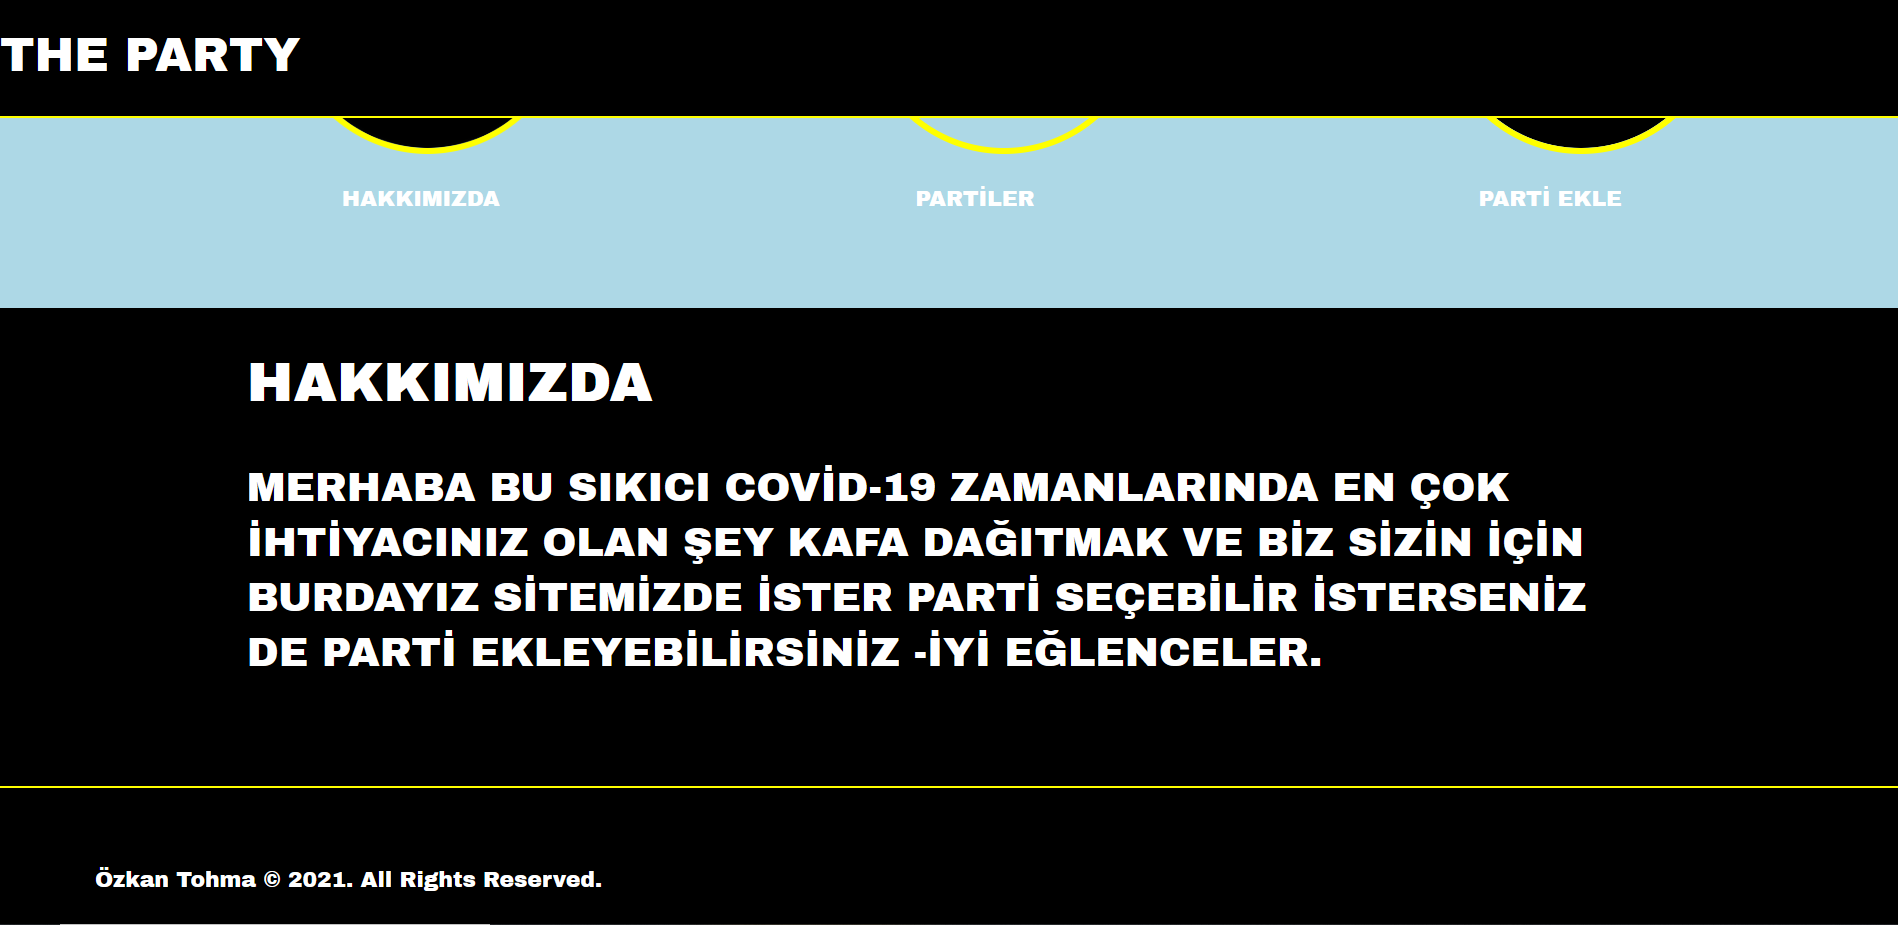 THE PARTY
HAKKIMIZDA
PARTİLER
PARTİ EKLE
HAKKIMIZDA
MERHABA BU SIKICI COVİD-19 ZAMANLARINDA EN ÇOK
İHTİYACINIZ OLAN ŞEY KAFA DAĞITMAK VE BİZ SİZİN İÇİN
BURDAYIZ SİTEMİZDE İSTER PARTİ SEÇEBİLİR İSTERSENİZ
DE PARTİ EKLEYEBİLİRSİNİZ -İYİ EĞLENCELER.
Özkan Tohma © 2021. All Rights Reserved.